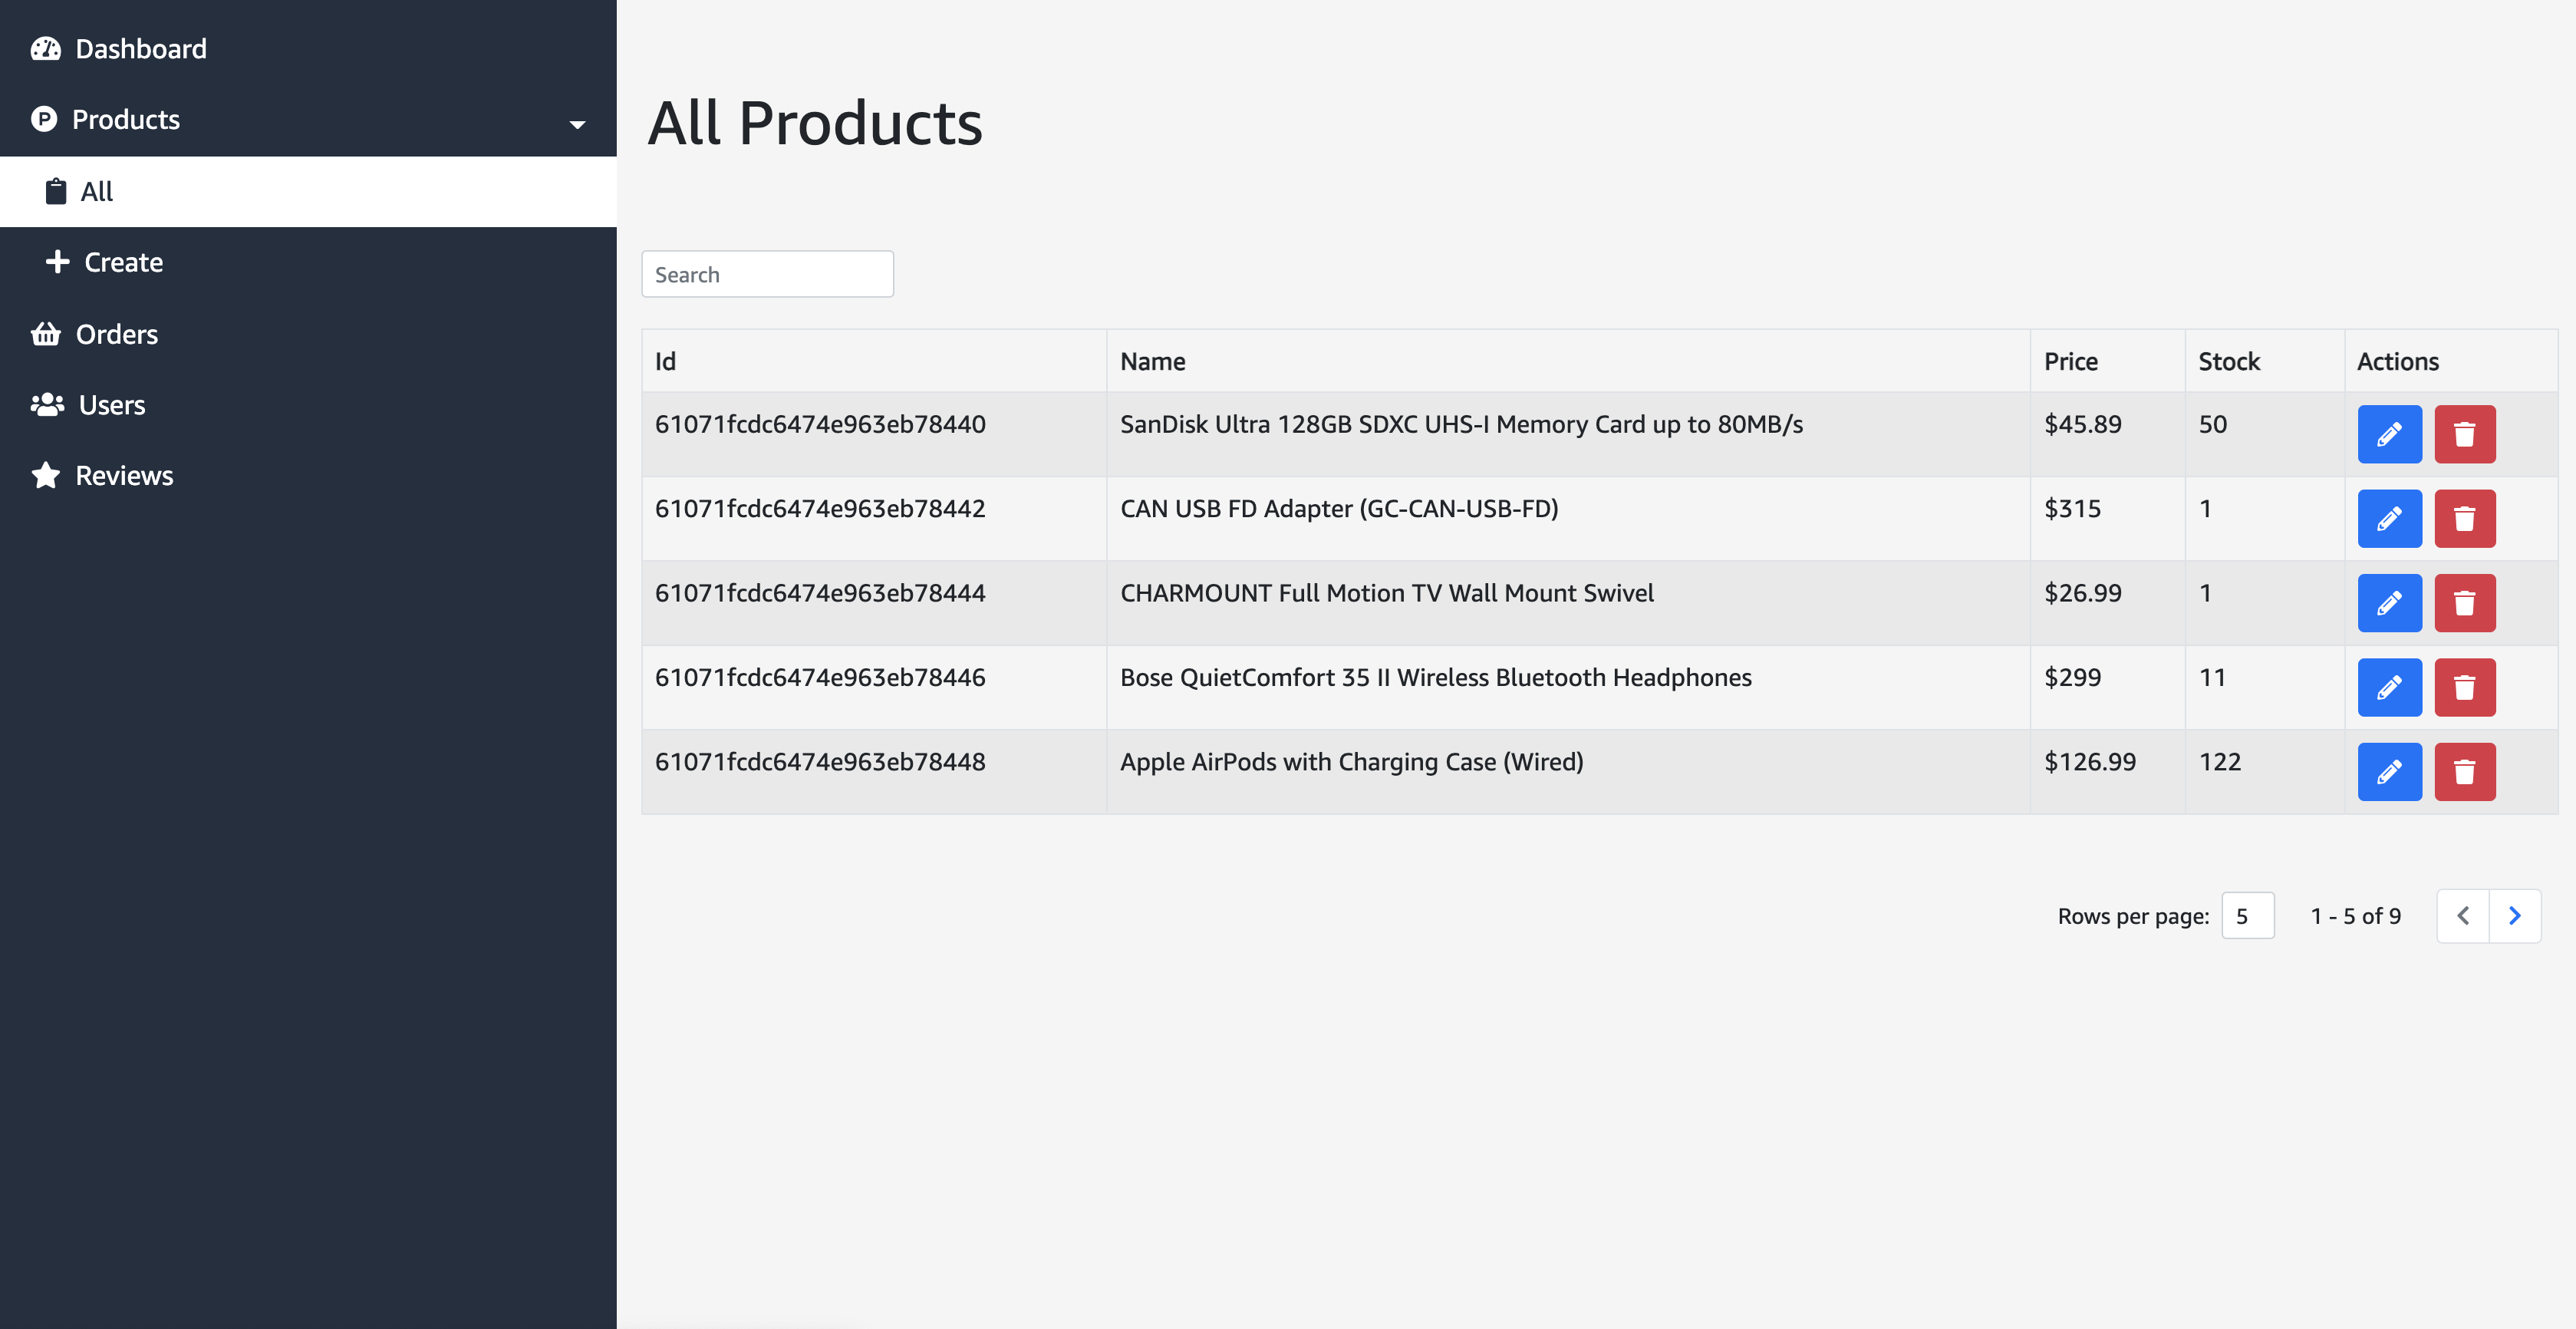 Dashboard
Products
All
Create
Orders
Users
Reviews
All Products
Search
Id Name Price Stock Actions
61071fcdc6474e963eb78440 SanDisk Ultra 128GB SDXC UHS-I Memory Card up to 80MB/s $45.89 50
61071fcdc6474e963eb78442 CAN USB FD Adapter (GC-CAN-USB-FD) $315 1
61071fcdc6474e963eb78444 CHARMOUNT Full Motion TV Wall Mount Swivel $26.99 1
61071fcdc6474e963eb78446 Bose QuietComfort 35 II Wireless Bluetooth Headphones $299 11
61071fcdc6474e963eb78448 Apple AirPods with Charging Case (Wired) $126.99 122
Rows per page: 5 1 - 5 of 9